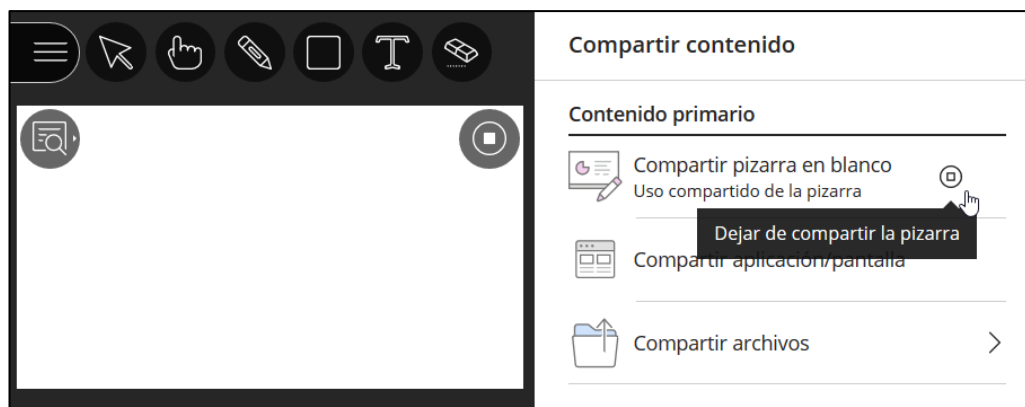 Compartir contenido
Contenido primario
Compartir pizarra en blanco
Uso compartido de la pizarra
Dejar de compartir la pizarra
Compartir aplicación/pantalla
Compartir archivos